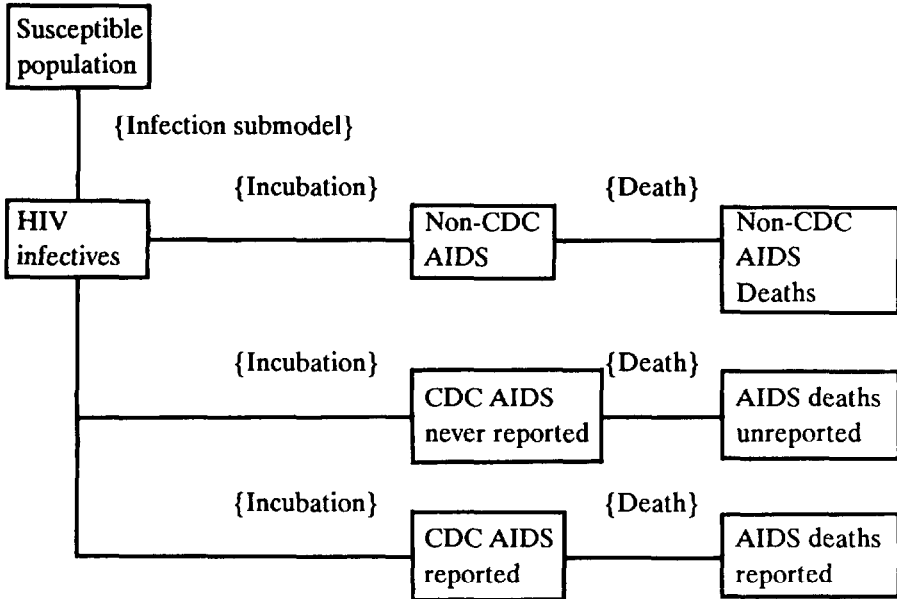 Susceptible
population
{Infection submodel}
{Incubation}
{Death}
HIV
infectives
Non-CDC
AIDS
Non-CDC
AIDS
Deaths
{Incubation}
{Death}
CDC AIDS
never reported
AIDS deaths
unreported
{Incubation}
{Death}
CDC AIDS
reported
AIDS deaths
reported